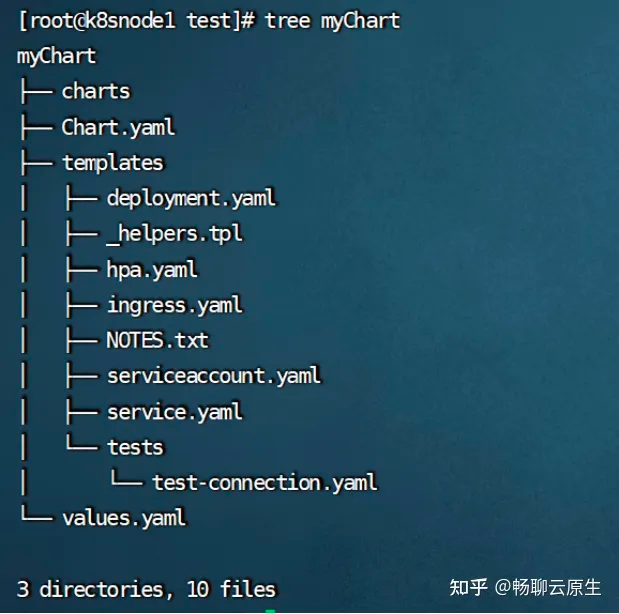 [root@k8snode1 test]# tree myChart
myChart
├── charts
├── Chart.yaml
├── templates
│   ├── deployment.yaml
│   ├── _helpers.tpl
│   ├── hpa.yaml
│   ├── ingress.yaml
│   ├── NOTES.txt
│   ├── serviceaccount.yaml
│   ├── service.yaml
│   └── tests
│       └── test-connection.yaml
└── values.yaml
3 directories, 10 files
知乎 @畅聊云原生